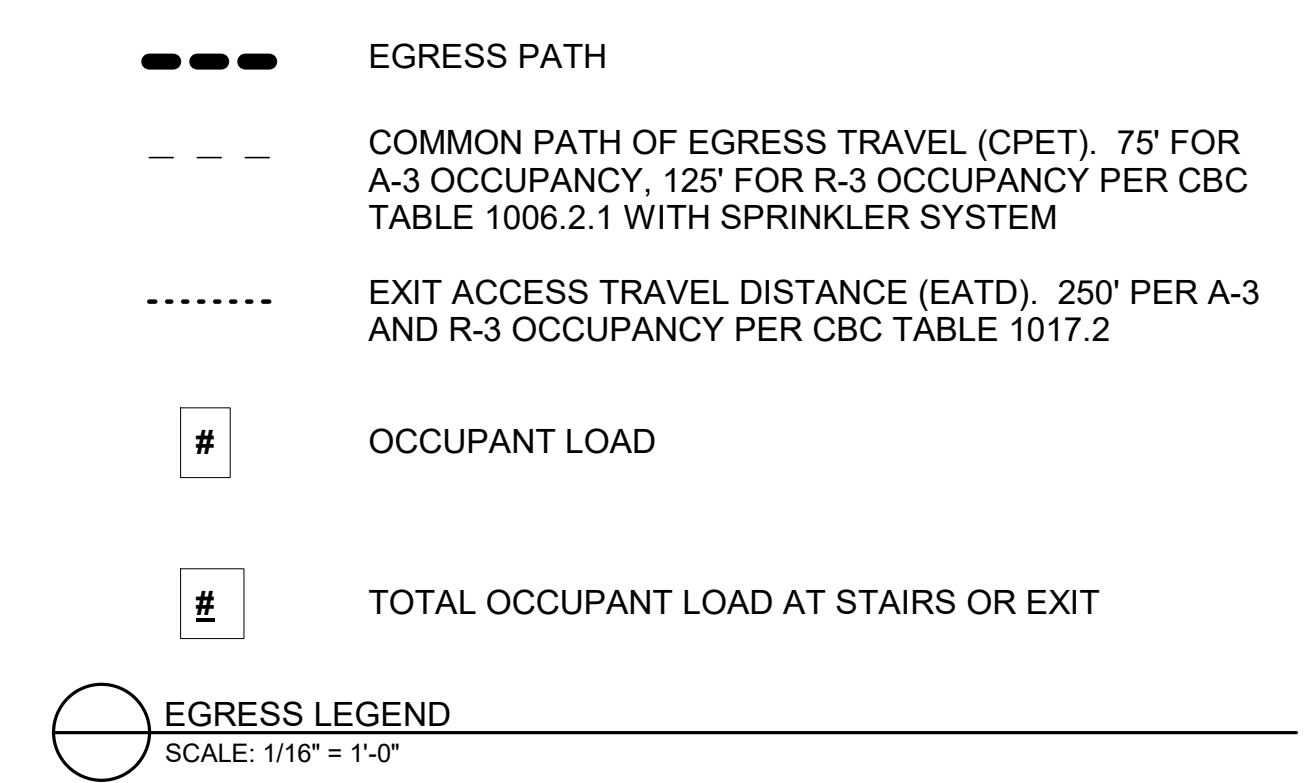 EGRESS PATH
COMMON PATH OF EGRESS TRAVEL (CPET). 75' FOR
A-3 OCCUPANCY, 125' FOR R-3 OCCUPANCY PER CBC
TABLE 1006.2.1 WITH SPRINKLER SYSTEM
EXIT ACCESS TRAVEL DISTANCE (EATD). 250' PER A-3
AND R-3 OCCUPANCY PER CBC TABLE 1017.2
# OCCUPANT LOAD
# TOTAL OCCUPANT LOAD AT STAIRS OR EXIT
EGRESS LEGEND
SCALE: 1/16" = 1'-0"